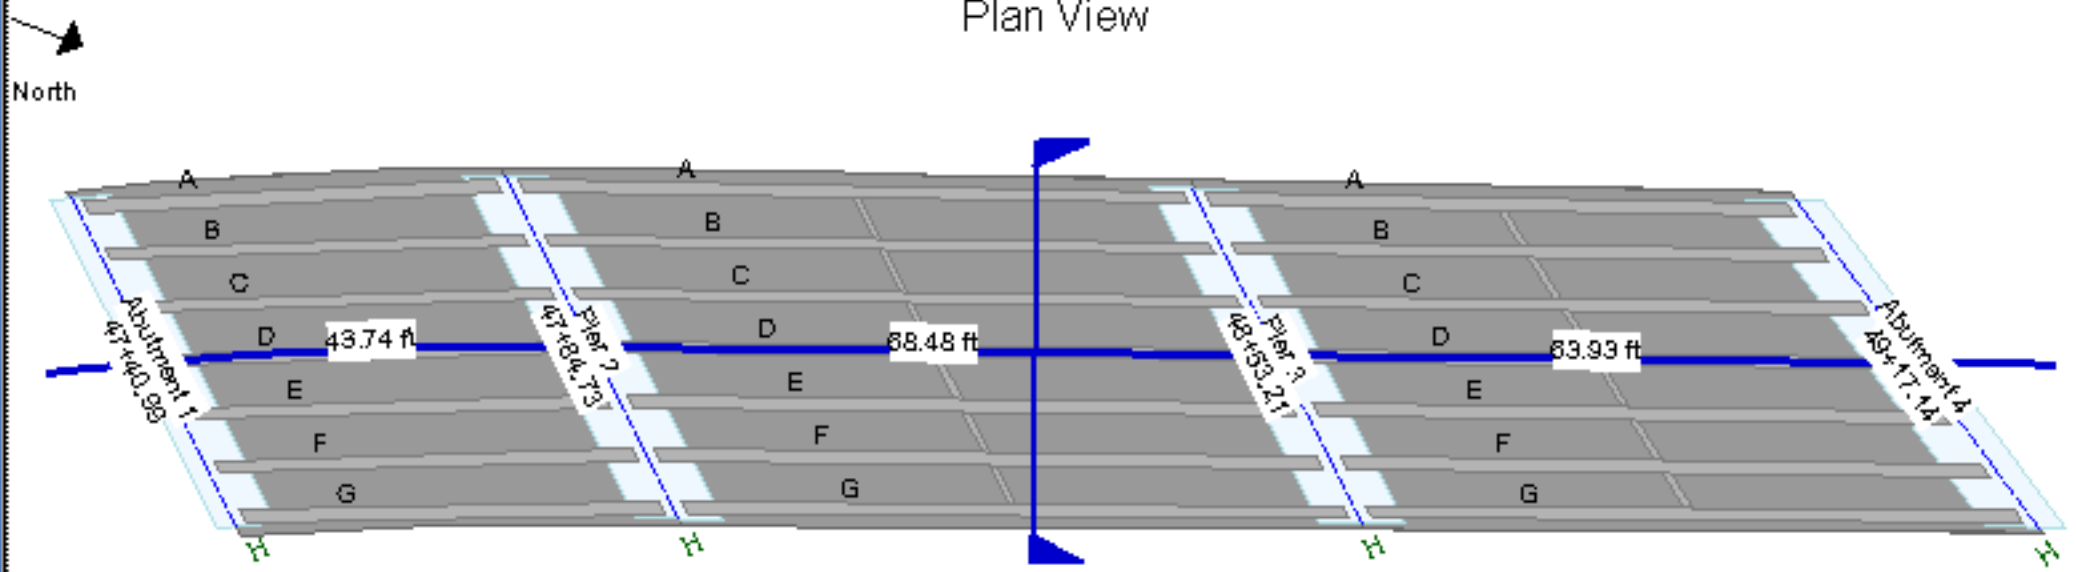 Plan View
North
A
A
A
B
B
B
C
C
C
D
43.74 ft
D
68.48 ft
D
63.93 ft
Abutment 1
47+40.99
Pier 2
47+84.73
Pier 3
48+53.21
Abutment 4
49+17.14
E
E
E
F
F
F
G
G
G
H
H
H
H